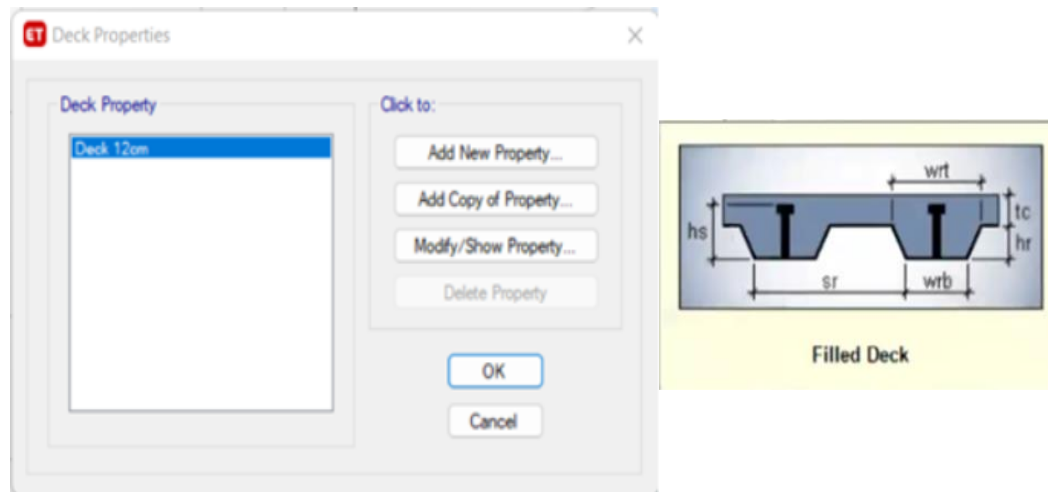 ET Deck Properties
Deck Property
Deck 12cm
Click to:
Add New Property...
Add Copy of Property...
Modify/Show Property...
Delete Property
OK
Cancel
wrt
tc
hs
hr
sr
wrb
Filled Deck